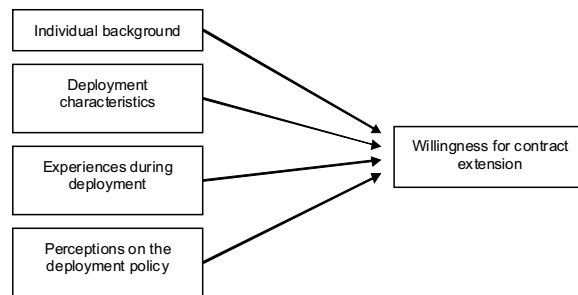 Individual background
Deployment
characteristics
Experiences during
deployment
Perceptions on the
deployment policy
Willingness for contract
extension